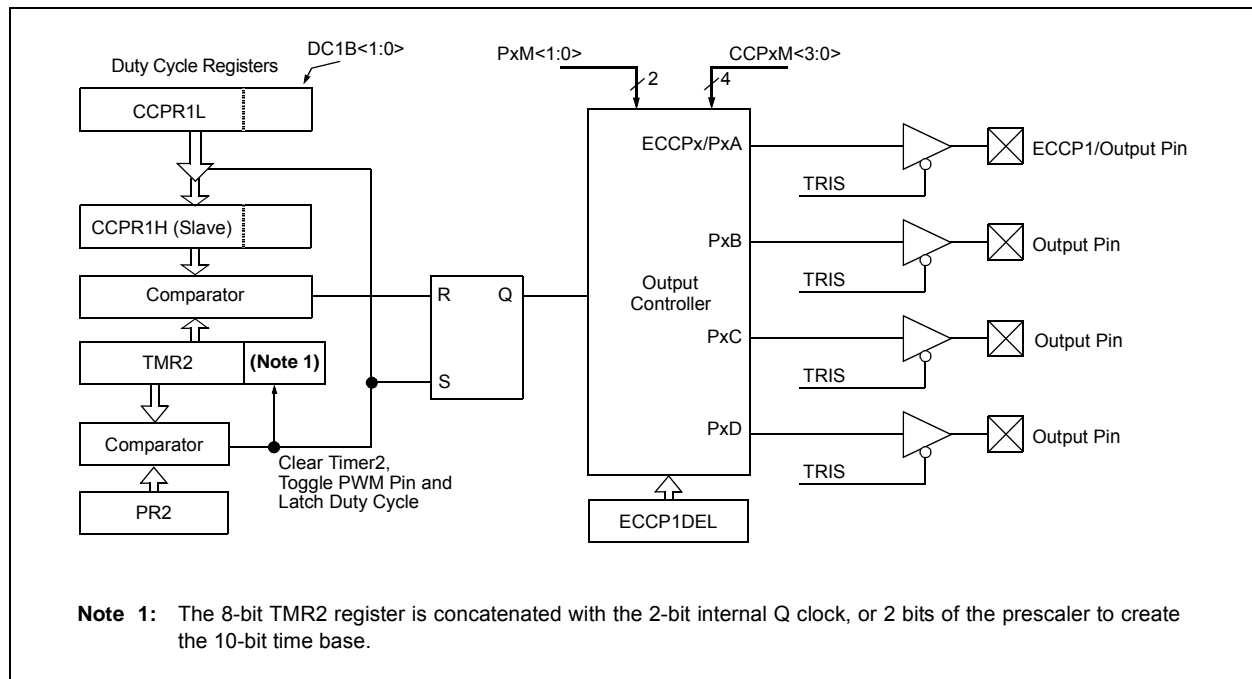 DC1B<1:0>
Duty Cycle Registers
CCPR1L
CCPR1H (Slave)
Comparator
TMR2
(Note 1)
Comparator
PR2
Clear Timer2,
Toggle PWM Pin and
Latch Duty Cycle
R
Q
S
PxM<1:0>
2
CCPxM<3:0>
4
Output
Controller
ECCPx/PxA
PxB
PxC
PxD
ECCP1DEL
TRIS
ECCP1/Output Pin
TRIS
Output Pin
TRIS
Output Pin
TRIS
Output Pin
Note 1: The 8-bit TMR2 register is concatenated with the 2-bit internal Q clock, or 2 bits of the prescaler to create
the 10-bit time base.